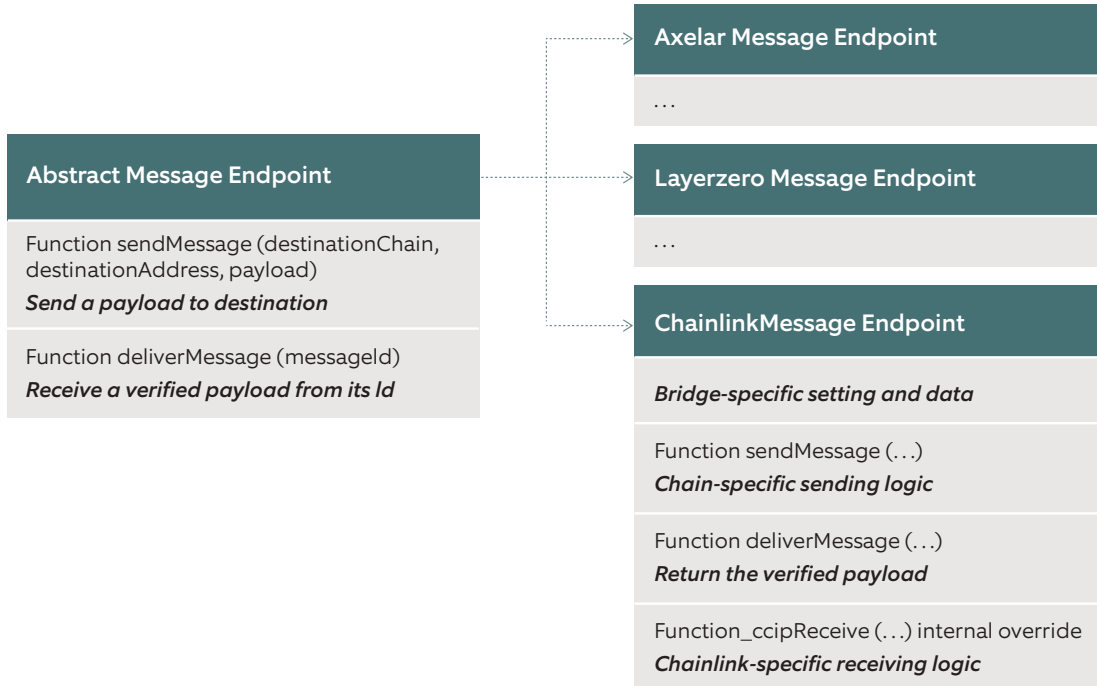 Abstract Message Endpoint
Function sendMessage (destinationChain,
destinationAddress, payload)
Send a payload to destination
Function deliverMessage (messageId)
Receive a verified payload from its Id
Axelar Message Endpoint
...
Layerzero Message Endpoint
...
ChainlinkMessage Endpoint
Bridge-specific setting and data
Function sendMessage (...)
Chain-specific sending logic
Function deliverMessage (...)
Return the verified payload
Function_ccipReceive (...) internal override
Chainlink-specific receiving logic